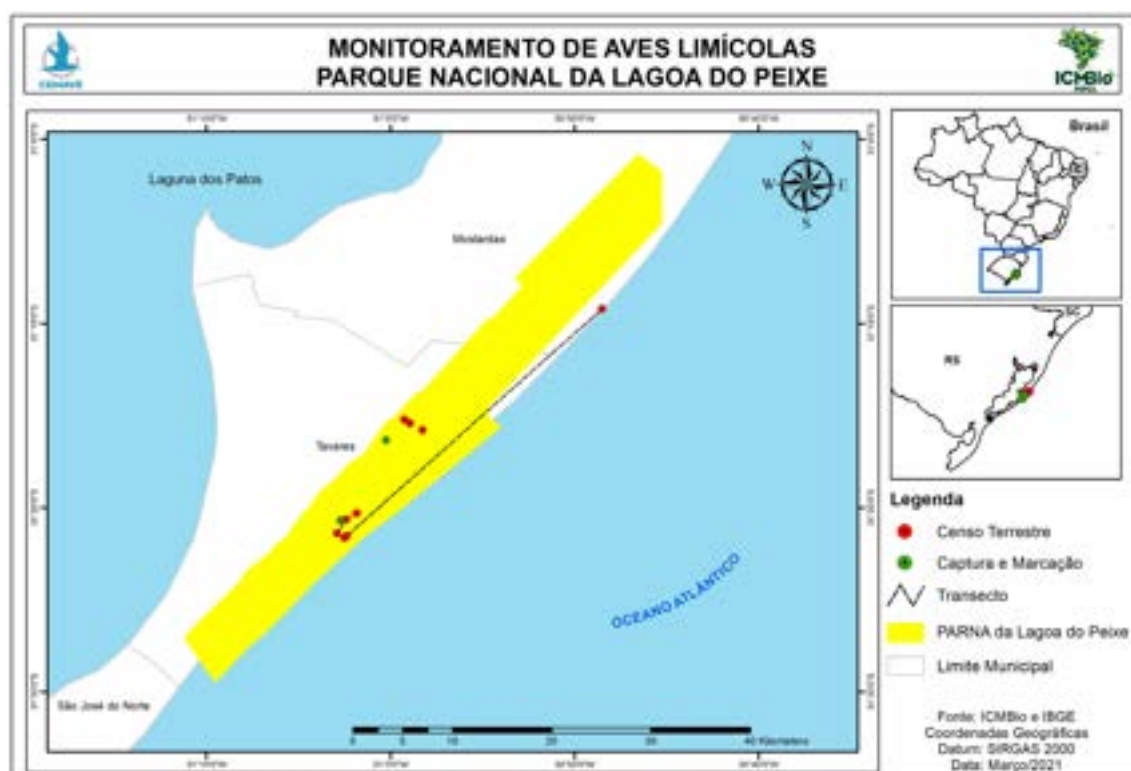 MONITORAMENTO DE AVES LIMÍCOLAS
PARQUE NACIONAL DA LAGOA DO PEIXE
CEMAVE
ICMBio
Brasil
Laguna dos Patos
N
W
E
S
Mostardas
Tavares
São José do Norte
OCEANO ATLÂNTICO
SC
RS
Legenda
Censo Terrestre
Captura e Marcação
Transecto
PARNA da Lagoa do Peixe
Limite Municipal
0 5 10 20 30 40 Kilometers
Fonte: ICMBio e IBGE
Coordenadas Geográficas
Datum: SIRGAS 2000
Data: Março/2021